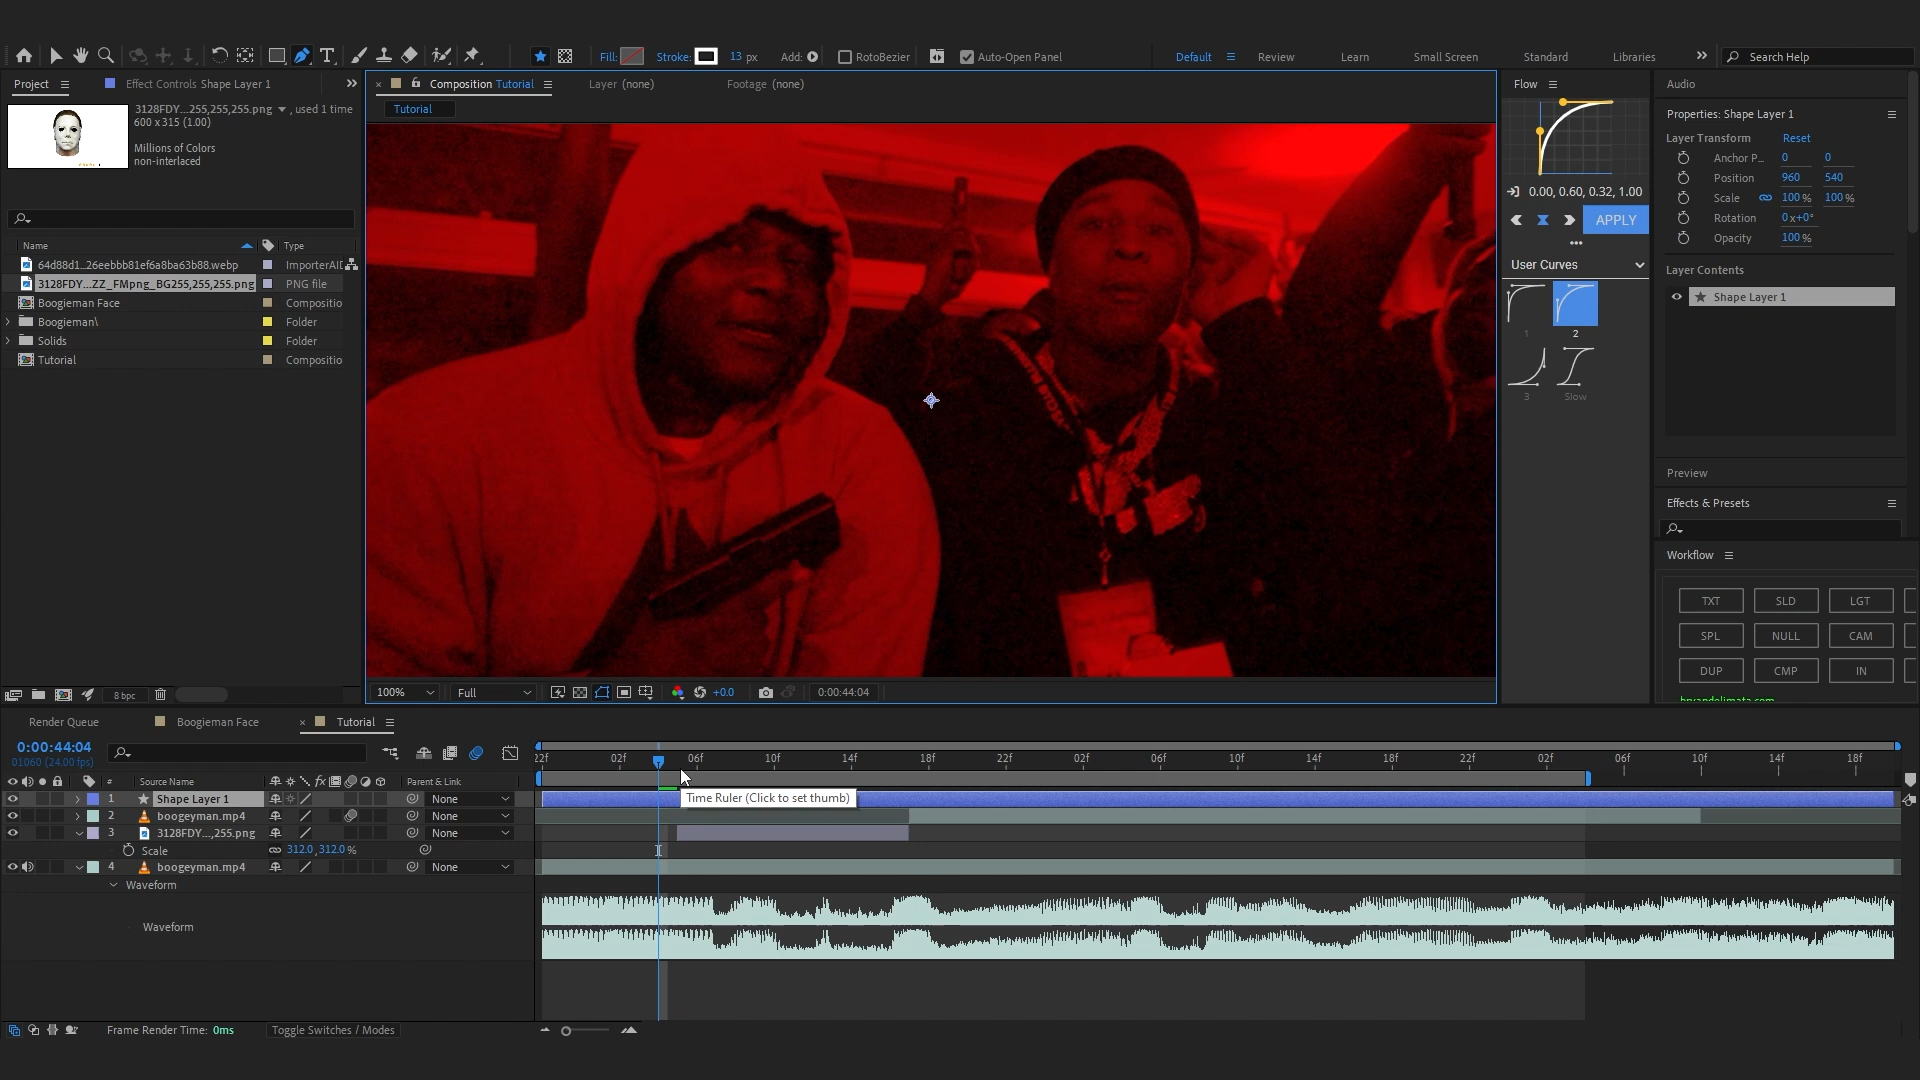 Fill:
Stroke:
13 px
Add:
RotoBezier
Auto-Open Panel
Default
Review
Learn
Small Screen
Standard
Libraries
Search Help
Project
Effect Controls Shape Layer 1
Composition Tutorial
Layer (none)
Footage (none)
Flow
Audio
3128FDY...255,255,255.png , used 1 time
600 x 315 (1.00)
Millions of Colors
non-interlaced
Tutorial
Properties: Shape Layer 1
Layer Transform
Reset
Anchor P...
0
0
Position
960
540
Scale
100 %
100 %
Rotation
0x+0°
Opacity
100 %
0.00, 0.60, 0.32, 1.00
APPLY
User Curves
1
2
3
Slow
Layer Contents
Shape Layer 1
Preview
Effects & Presets
Workflow
TXT
SLD
LGT
SPL
NULL
CAM
DUP
CMP
IN
Name
Type
64d88d1...26eebbb81ef6a8ba63b88.webp
ImporterAI
3128FDY...ZZ_FMpng_BG255,255,255.png
PNG file
Boogieman Face
Compositio
Boogieman\
Folder
Solids
Folder
Tutorial
Compositio
8 bpc
100%
Full
+0.0
0:00:44:04
Render Queue
Boogieman Face
Tutorial
0:00:44:04
01060 (24.00 fps)
22f
02f
06f
10f
14f
18f
22f
02f
06f
10f
14f
18f
22f
02f
06f
10f
14f
18f
#
Source Name
fx
Parent & Link
1
Shape Layer 1
None
Time Ruler (Click to set thumb)
2
boogeyman.mp4
None
3
3128FDY...,255.png
None
Scale
312.0, 312.0 %
4
boogeyman.mp4
None
Waveform
Waveform
Frame Render Time: 0ms
Toggle Switches / Modes